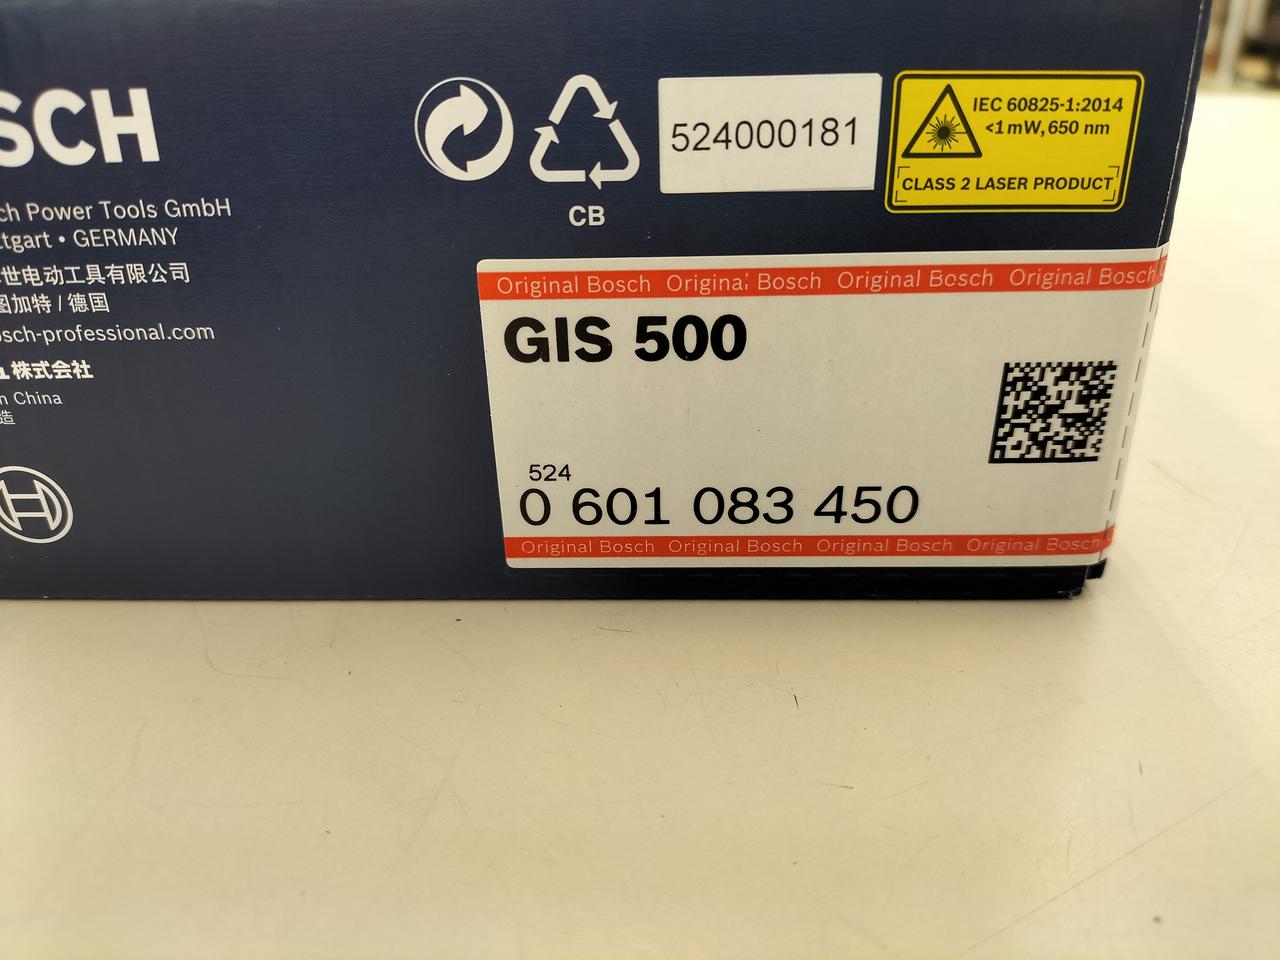 SCH
ch Power Tools GmbH
tgart • GERMANY
世电动工具有限公司
图加特 / 德国
osch-professional.com
株式会社
n China
造
CB
524000181
IEC 60825-1:2014
<1 mW, 650 nm
CLASS 2 LASER PRODUCT
Original Bosch Original Bosch Original Bosch Original Bosch
GIS 500
524
0 601 083 450
Original Bosch Original Bosch Original Bosch Original Bosch